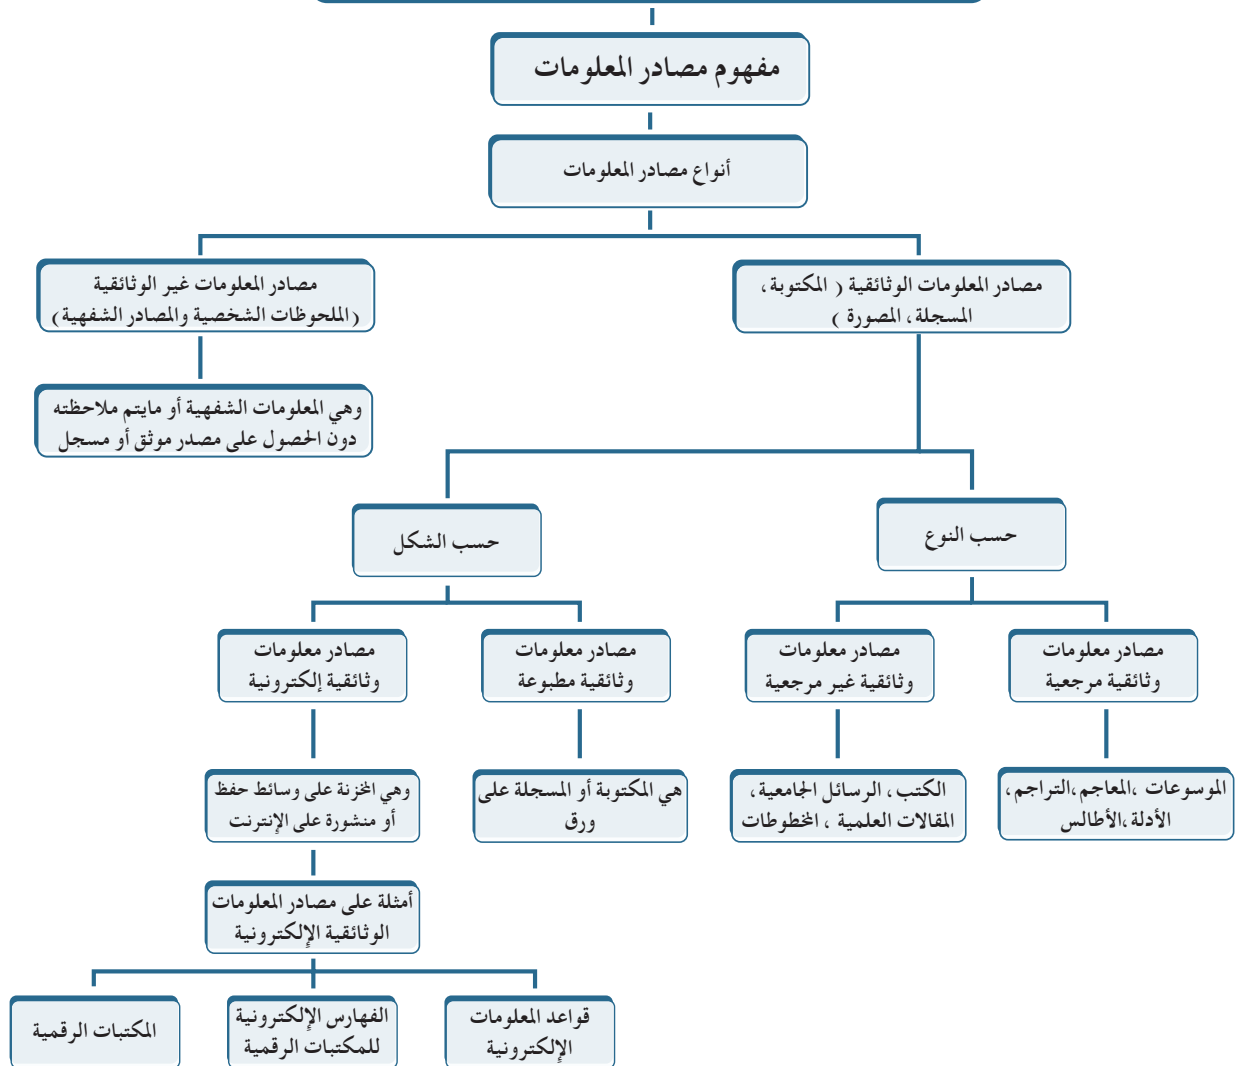 مفهوم مصادر المعلومات
أنواع مصادر المعلومات
مصادر المعلومات الوثائقية ( المكتوبة ،
المسجلة ، المصورة )
مصادر المعلومات غير الوثائقية
(الملحوظات الشخصية والمصادر الشفهية)
وهي المعلومات الشفهية أو مايتم ملاحظته
دون الحصول على مصدر موثق أو مسجل
حسب النوع
حسب الشكل
مصادر معلومات
وثائقية مرجعية
مصادر معلومات
وثائقية غير مرجعية
مصادر معلومات
وثائقية مطبوعة
مصادر معلومات
وثائقية إلكترونية
الموسوعات ،المعاجم ،التراجم ،
الأدلة ،الأطالس
الكتب ، الرسائل الجامعية ،
المقالات العلمية ، المخطوطات
هي المكتوبة أو المسجلة على
ورق
وهي المخزنة على وسائط حفظ
أو منشورة على الإنترنت
أمثلة على مصادر المعلومات
الوثائقية الإلكترونية
قواعد المعلومات
الإلكترونية
الفهارس الإلكترونية
للمكتبات الرقمية
المكتبات الرقمية